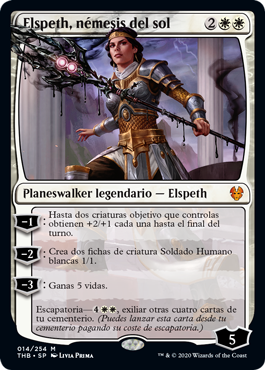 Elspeth, némesis del sol 2
Planeswalker legendario — Elspeth
-1: Hasta dos criaturas objetivo que controlas
obtienen +2/+1 cada una hasta el final del
turno.
-2: Crea dos fichas de criatura Soldado Humano
blancas 1/1.
-3: Ganas 5 vidas.
Escapatoria—4, exiliar otras cuatro cartas de
tu cementerio. (Puedes lanzar esta carta desde tu
cementerio pagando su coste de escapatoria.)
5
014/254 M
THB • SP LIVIA PRIMA
™ & © 2020 Wizards of the Coast